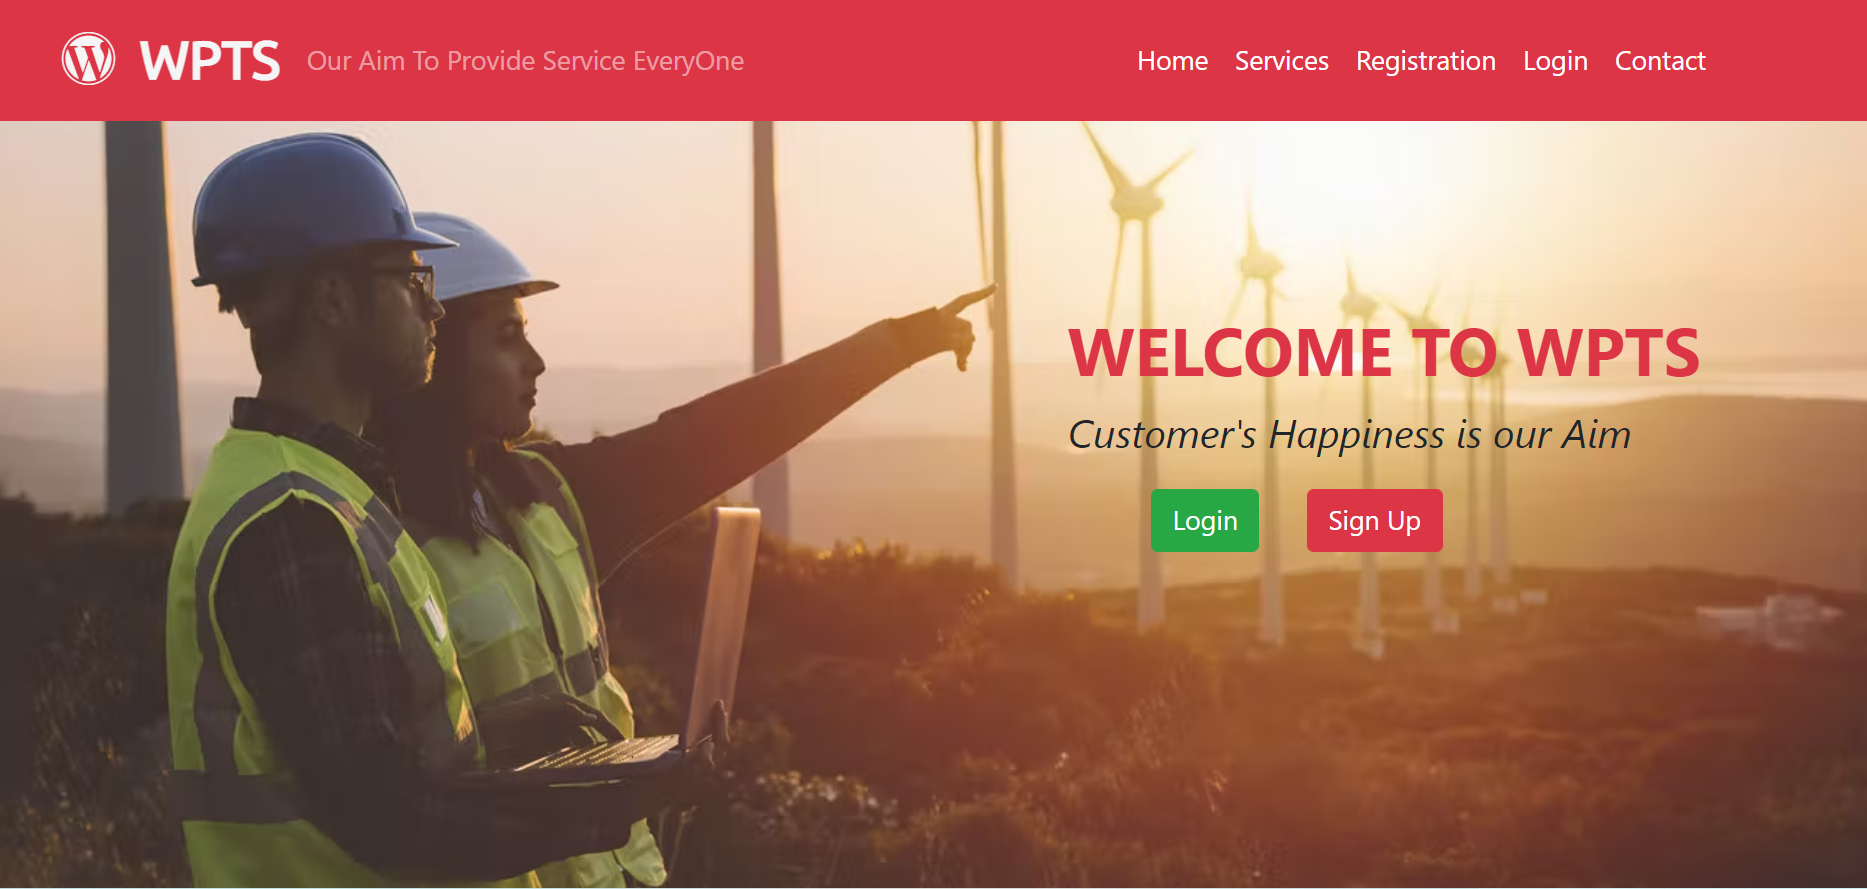 WPTS Our Aim To Provide Service EveryOne Home Services Registration Login Contact
WELCOME TO WPTS
Customer's Happiness is our Aim
Login Sign Up